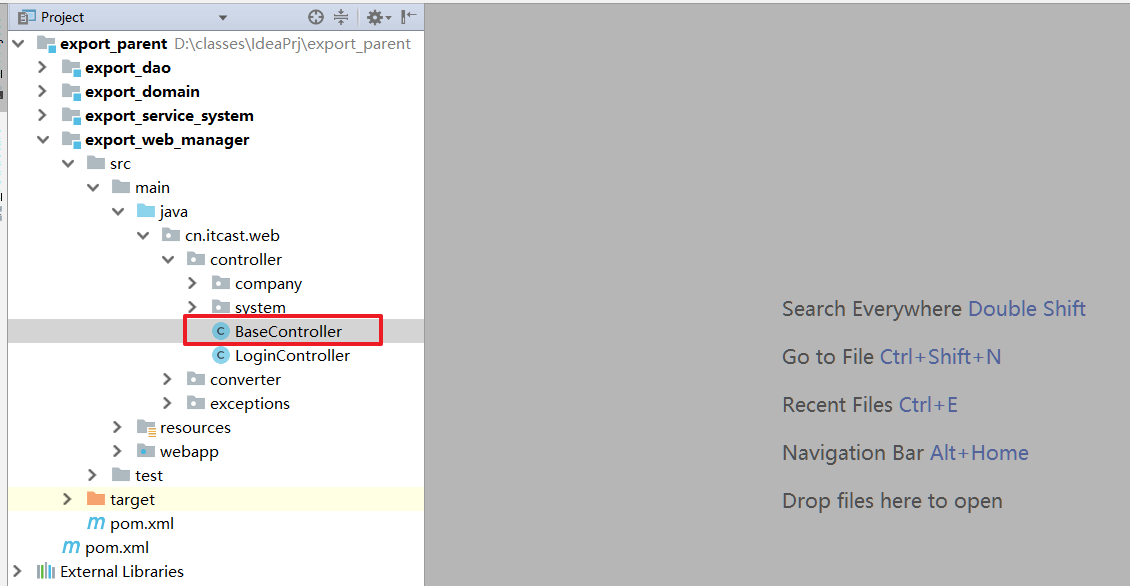 Project
export_parent D:\classes\IdeaPrj\export_parent
export_dao
export_domain
export_service_system
export_web_manager
src
main
java
cn.itcast.web
controller
company
system
C BaseController
C LoginController
converter
exceptions
resources
webapp
test
target
m pom.xml
m pom.xml
External Libraries
Search Everywhere Double Shift
Go to File Ctrl+Shift+N
Recent Files Ctrl+E
Navigation Bar Alt+Home
Drop files here to open